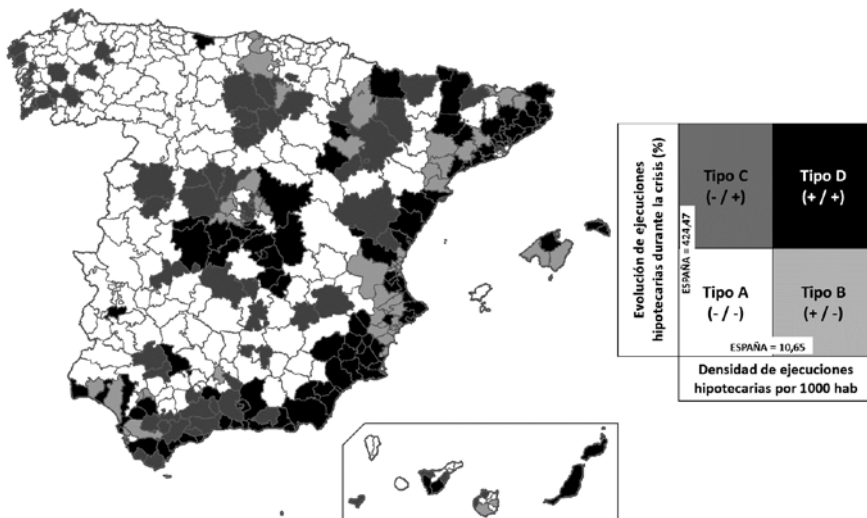 Evolución de ejecuciones
hipotecarias durante la crisis (%)
ESPAÑA = 424,47
Tipo C
(- / +)
Tipo D
(+ / +)
Tipo A
(- / -)
Tipo B
(+ / -)
ESPAÑA = 10,65
Densidad de ejecuciones
hipotecarias por 1000 hab